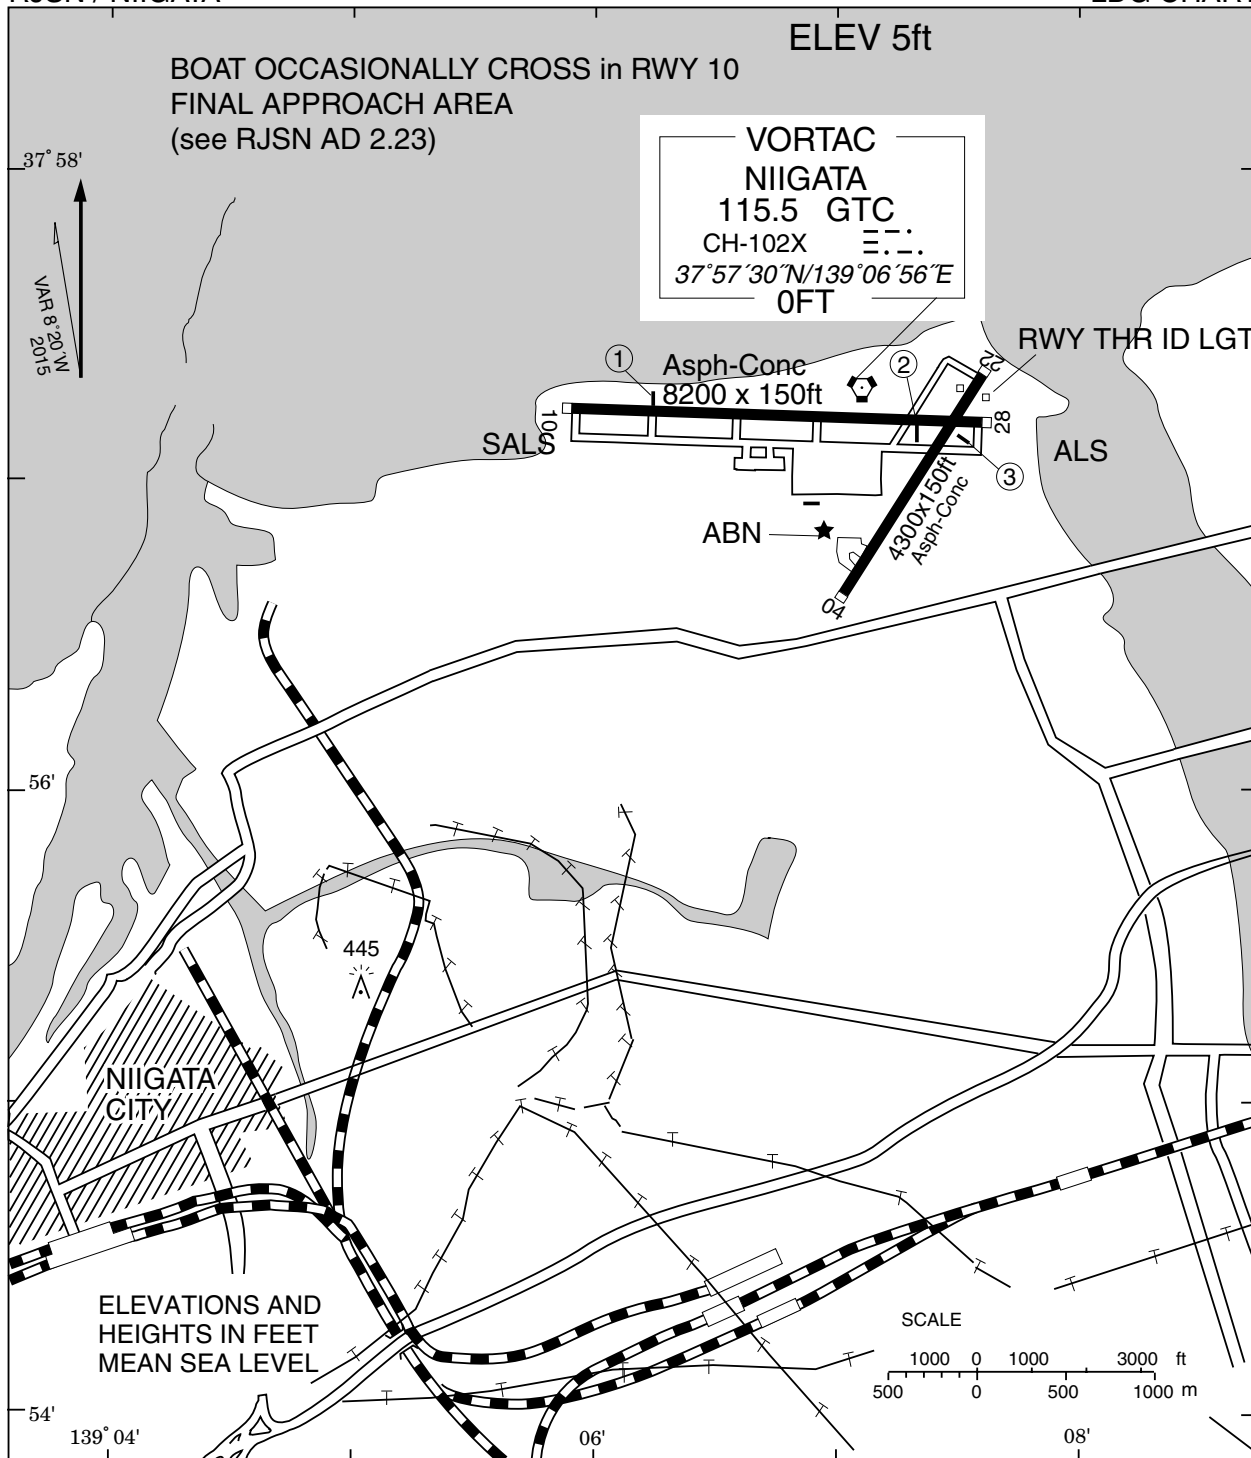 RJSN / NIIGATA
LDG CHART
ELEV 5ft
BOAT OCCASIONALLY CROSS in RWY 10
FINAL APPROACH AREA
(see RJSN AD 2.23)
VORTAC
NIIGATA
115.5 GTC
CH-102X
37°57´30˝N/139°06´56˝E
0FT
37°58'
VAR 8°20'W
2015
RWY THR ID LGT
1
Asph-Conc
8200 x 150ft
2
22
10
28
SALS
ALS
3
4300x150ft
Asph-Conc
ABN
04
56'
445
NIIGATA
CITY
ELEVATIONS AND
HEIGHTS IN FEET
MEAN SEA LEVEL
SCALE
1000 0 1000 3000 ft
500 0 500 1000 m
54'
139°04'
06'
08'